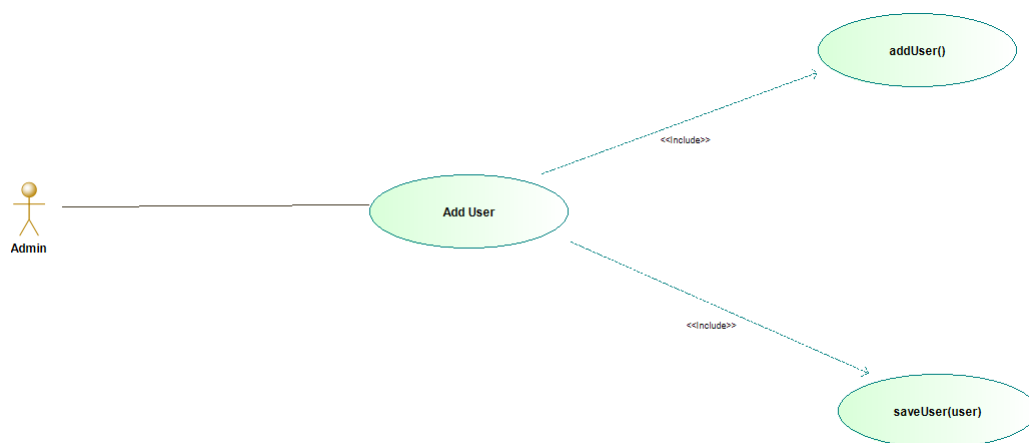 addUser()
<<Include>>
Add User
Admin
<<Include>>
saveUser(user)